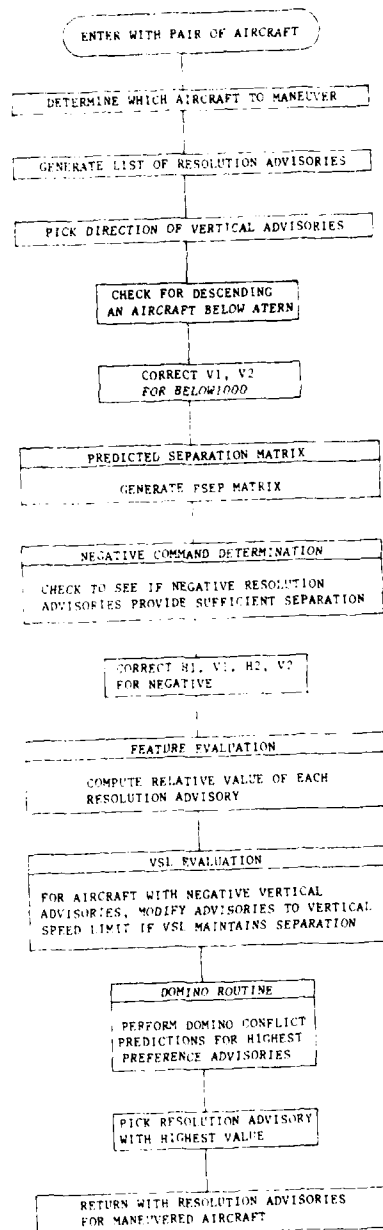 ENTER WITH PAIR OF AIRCRAFT
DETERMINE WHICH AIRCRAFT TO MANEUVER
GENERATE LIST OF RESOLUTION ADVISORIES
PICK DIRECTION OF VERTICAL ADVISORIES
CHECK FOR DESCENDING
AN AIRCRAFT BELOW ATERN
CORRECT V1, V2
FOR BELOW1000
PREDICTED SEPARATION MATRIX
GENERATE PSEP MATRIX
NEGATIVE COMMAND DETERMINATION
CHECK TO SEE IF NEGATIVE RESOLUTION
ADVISORIES PROVIDE SUFFICIENT SEPARATION
CORRECT H1, V1, H2, V2
FOR NEGATIVE
FEATURE EVALUATION
COMPUTE RELATIVE VALUE OF EACH
RESOLUTION ADVISORY
VSL EVALUATION
FOR AIRCRAFT WITH NEGATIVE VERTICAL
ADVISORIES, MODIFY ADVISORIES TO VERTICAL
SPEED LIMIT IF VSL MAINTAINS SEPARATION
DOMINO ROUTINE
PERFORM DOMINO CONFLICT
PREDICTIONS FOR HIGHEST
PREFERENCE ADVISORIES
PICK RESOLUTION ADVISORY
WITH HIGHEST VALUE
RETURN WITH RESOLUTION ADVISORIES
FOR MANEUVERED AIRCRAFT